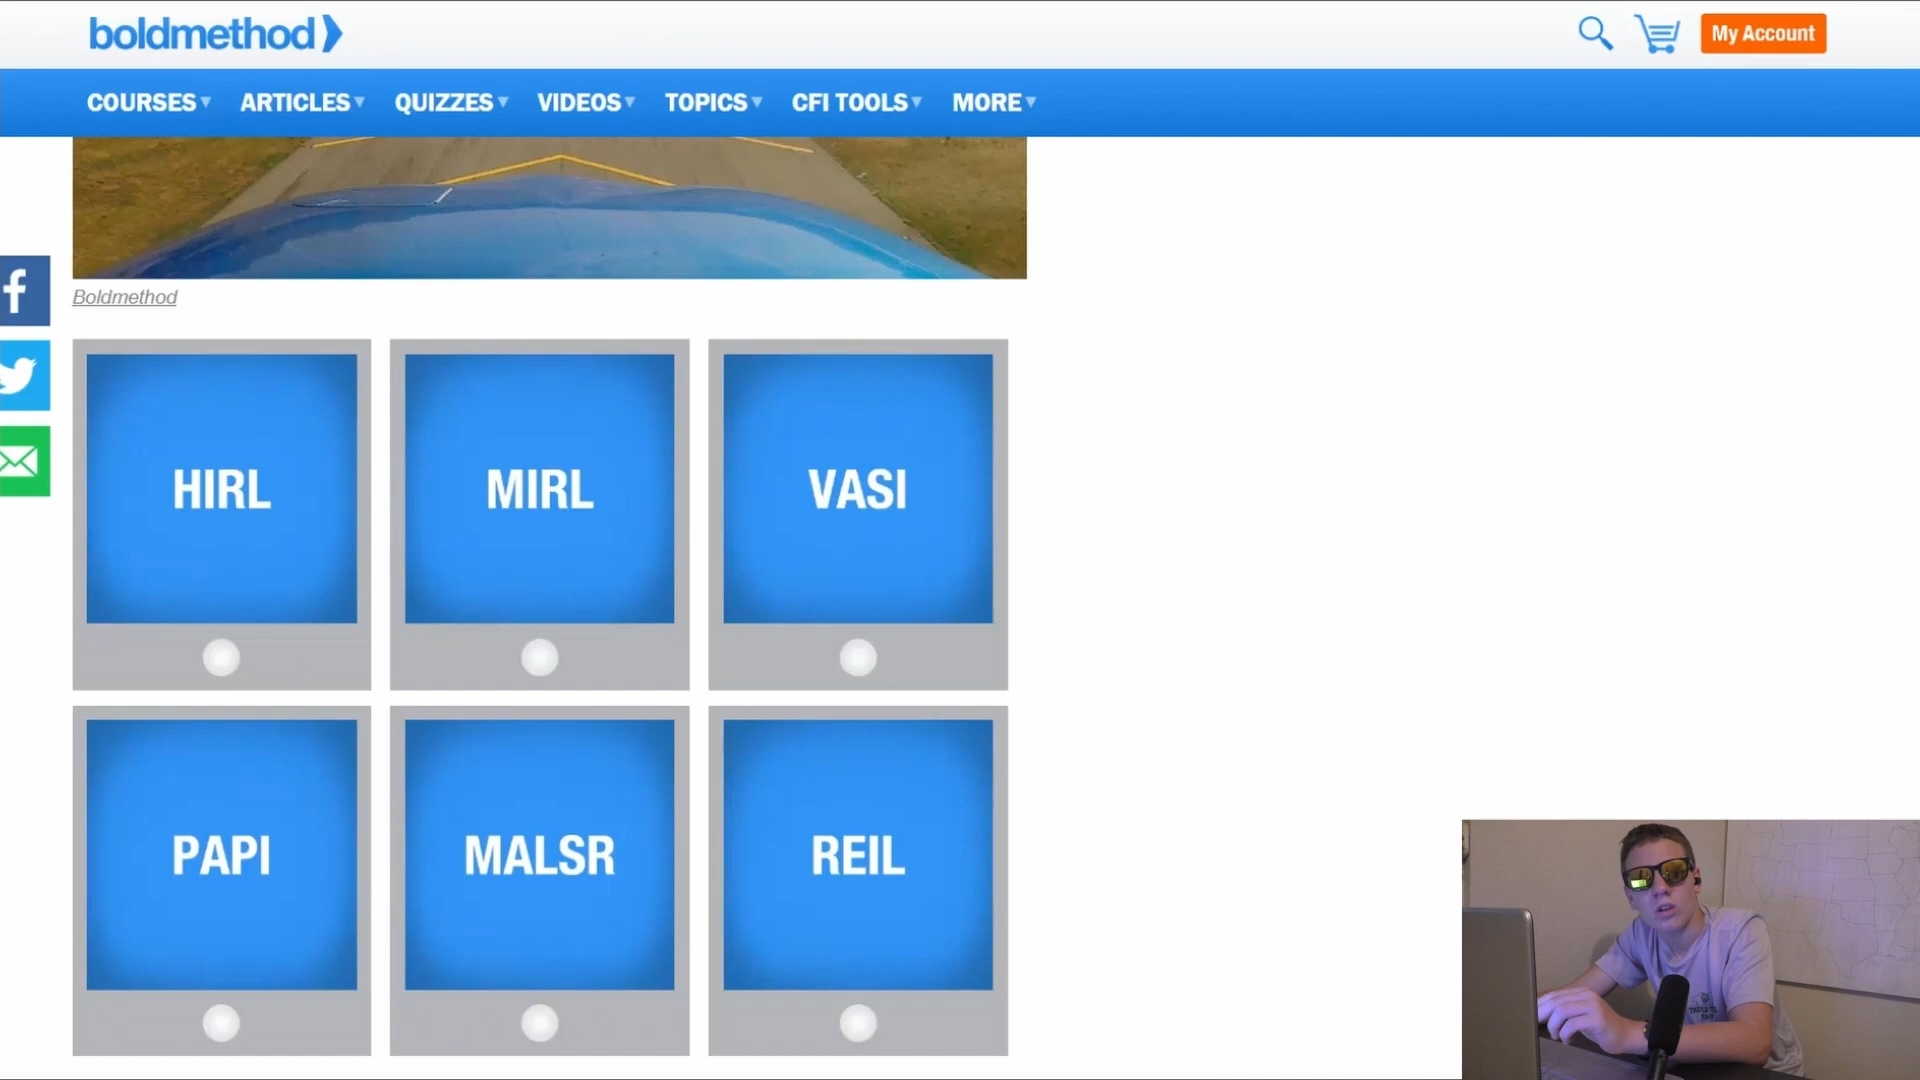 boldmethod
My Account
COURSES ARTICLES QUIZZES VIDEOS TOPICS CFI TOOLS MORE
Boldmethod
HIRL MIRL VASI
PAPI MALSR REIL